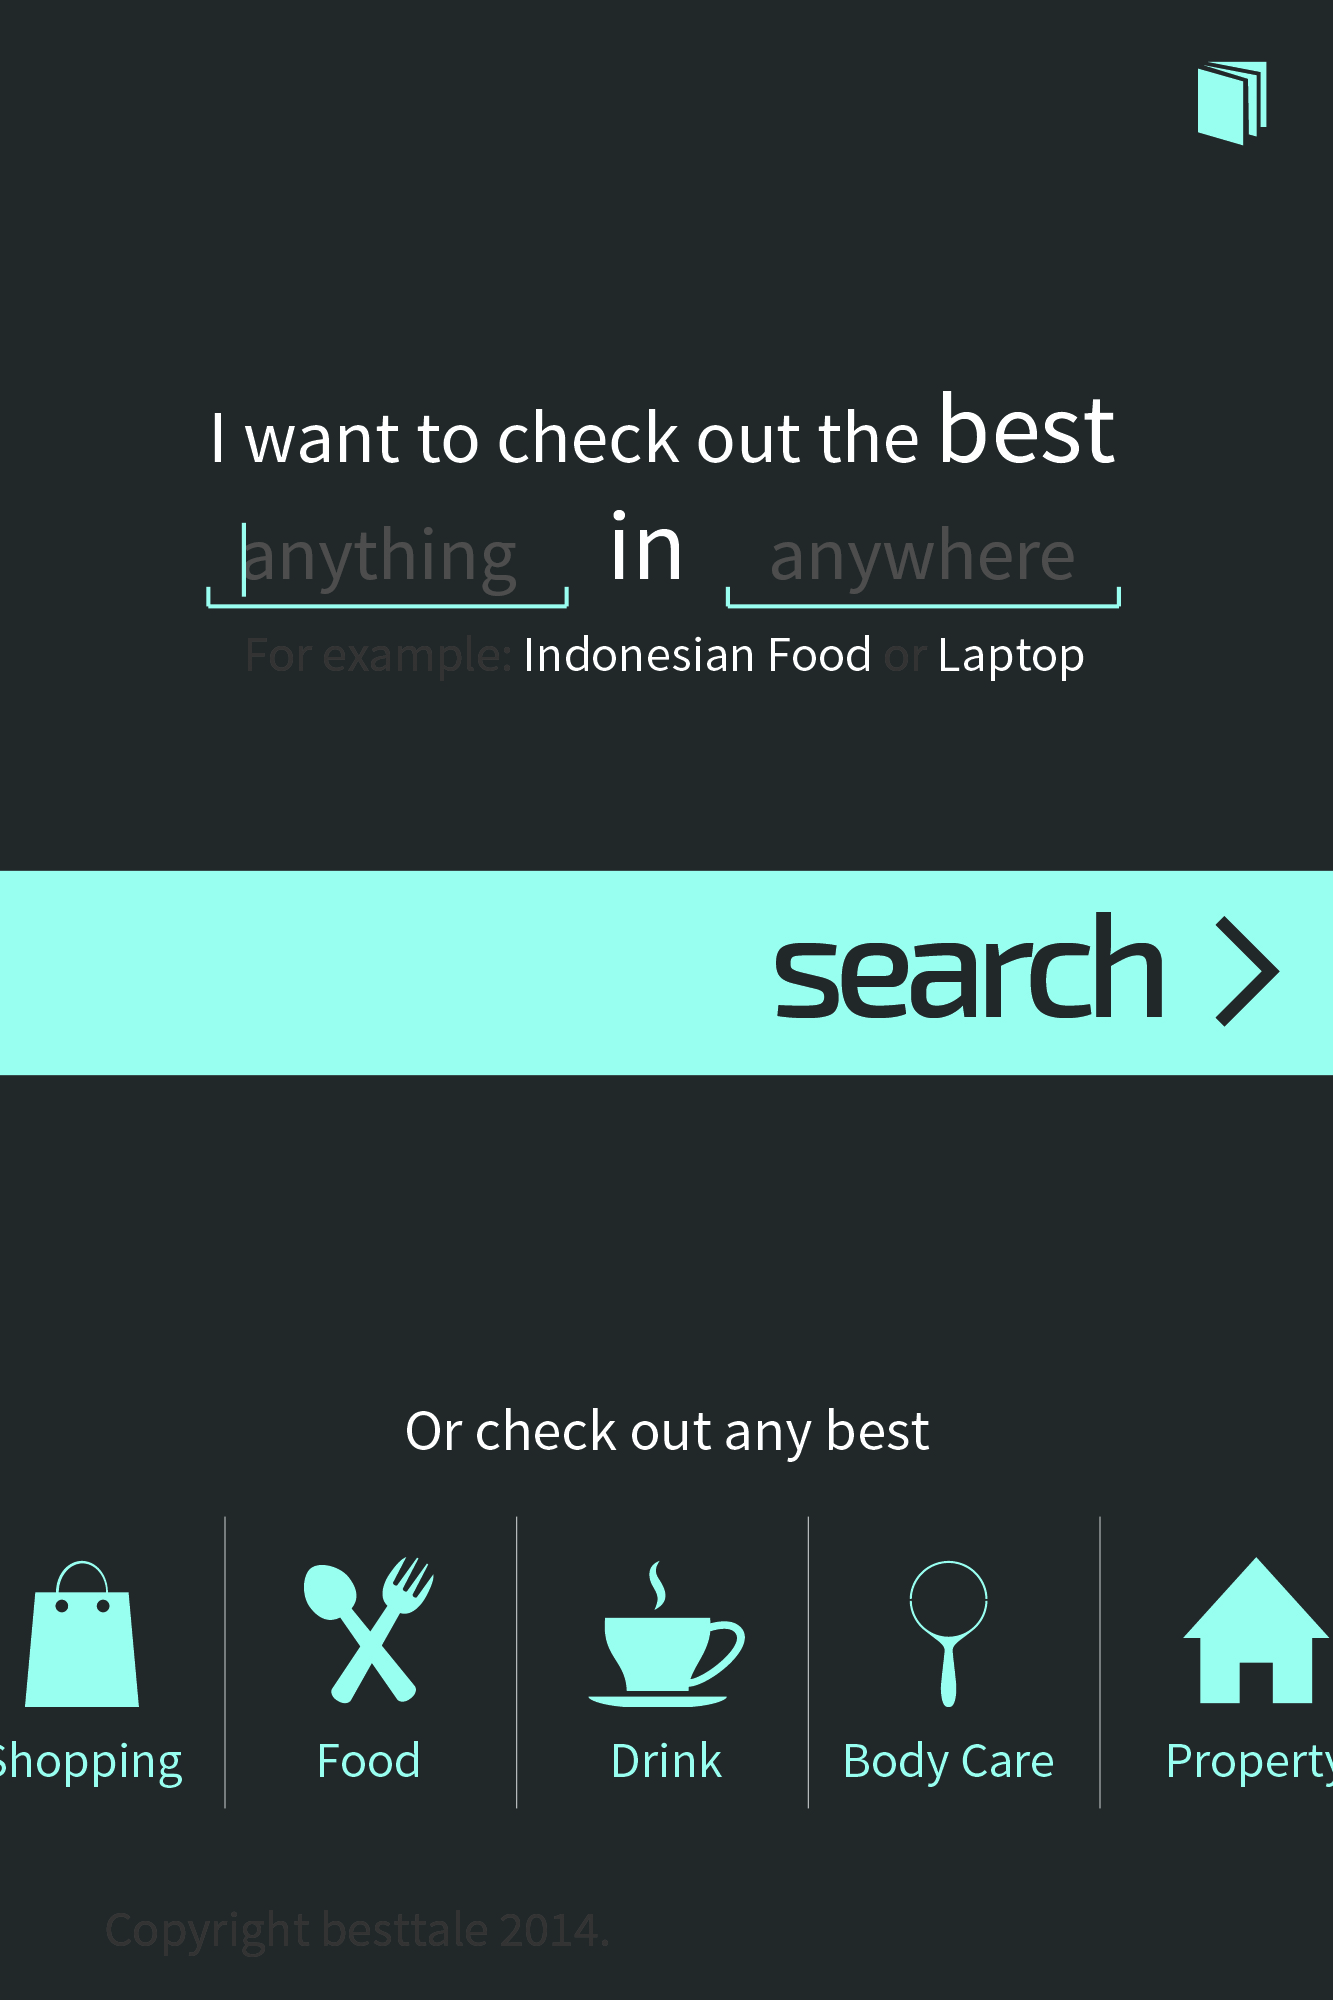 I want to check out the best
anything in anywhere
For example: Indonesian Food or Laptop
search
Or check out any best
Shopping
Food
Drink
Body Care
Property
Copyright besttale 2014.